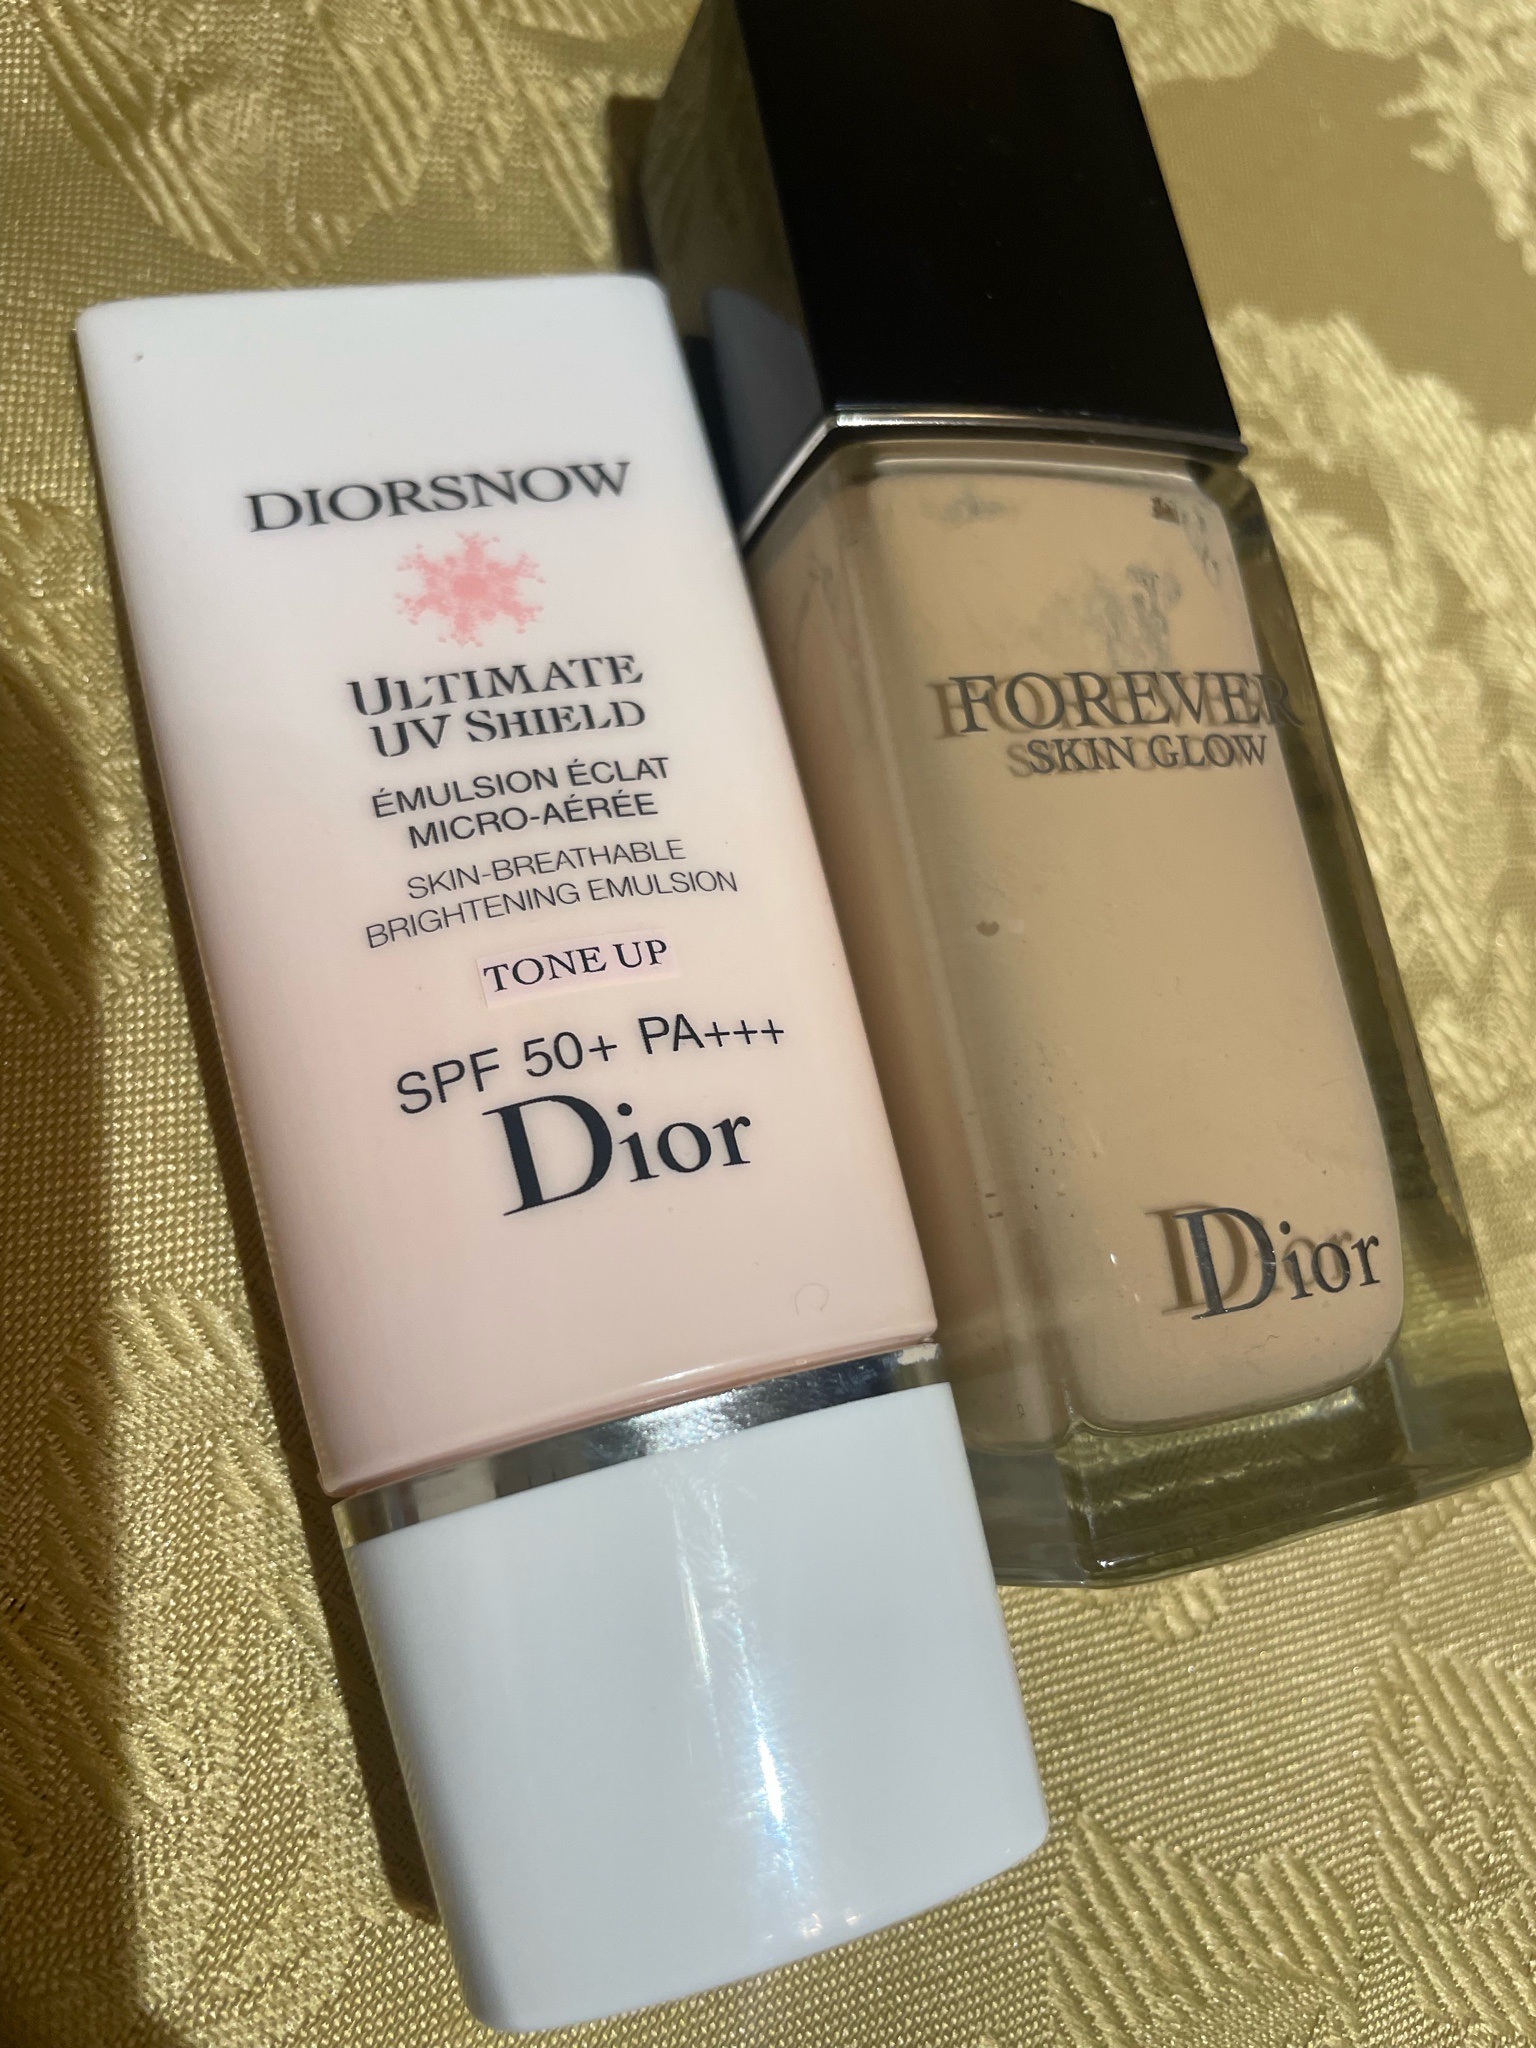 DIORSNOW
ULTIMATE
UV SHIELD
ÉMULSION ÉCLAT
MICRO-AÉRÉE
SKIN-BREATHABLE
BRIGHTENING EMULSION
TONE UP
SPF 50+ PA+++
Dior
FOREVER
SKIN GLOW
Dior